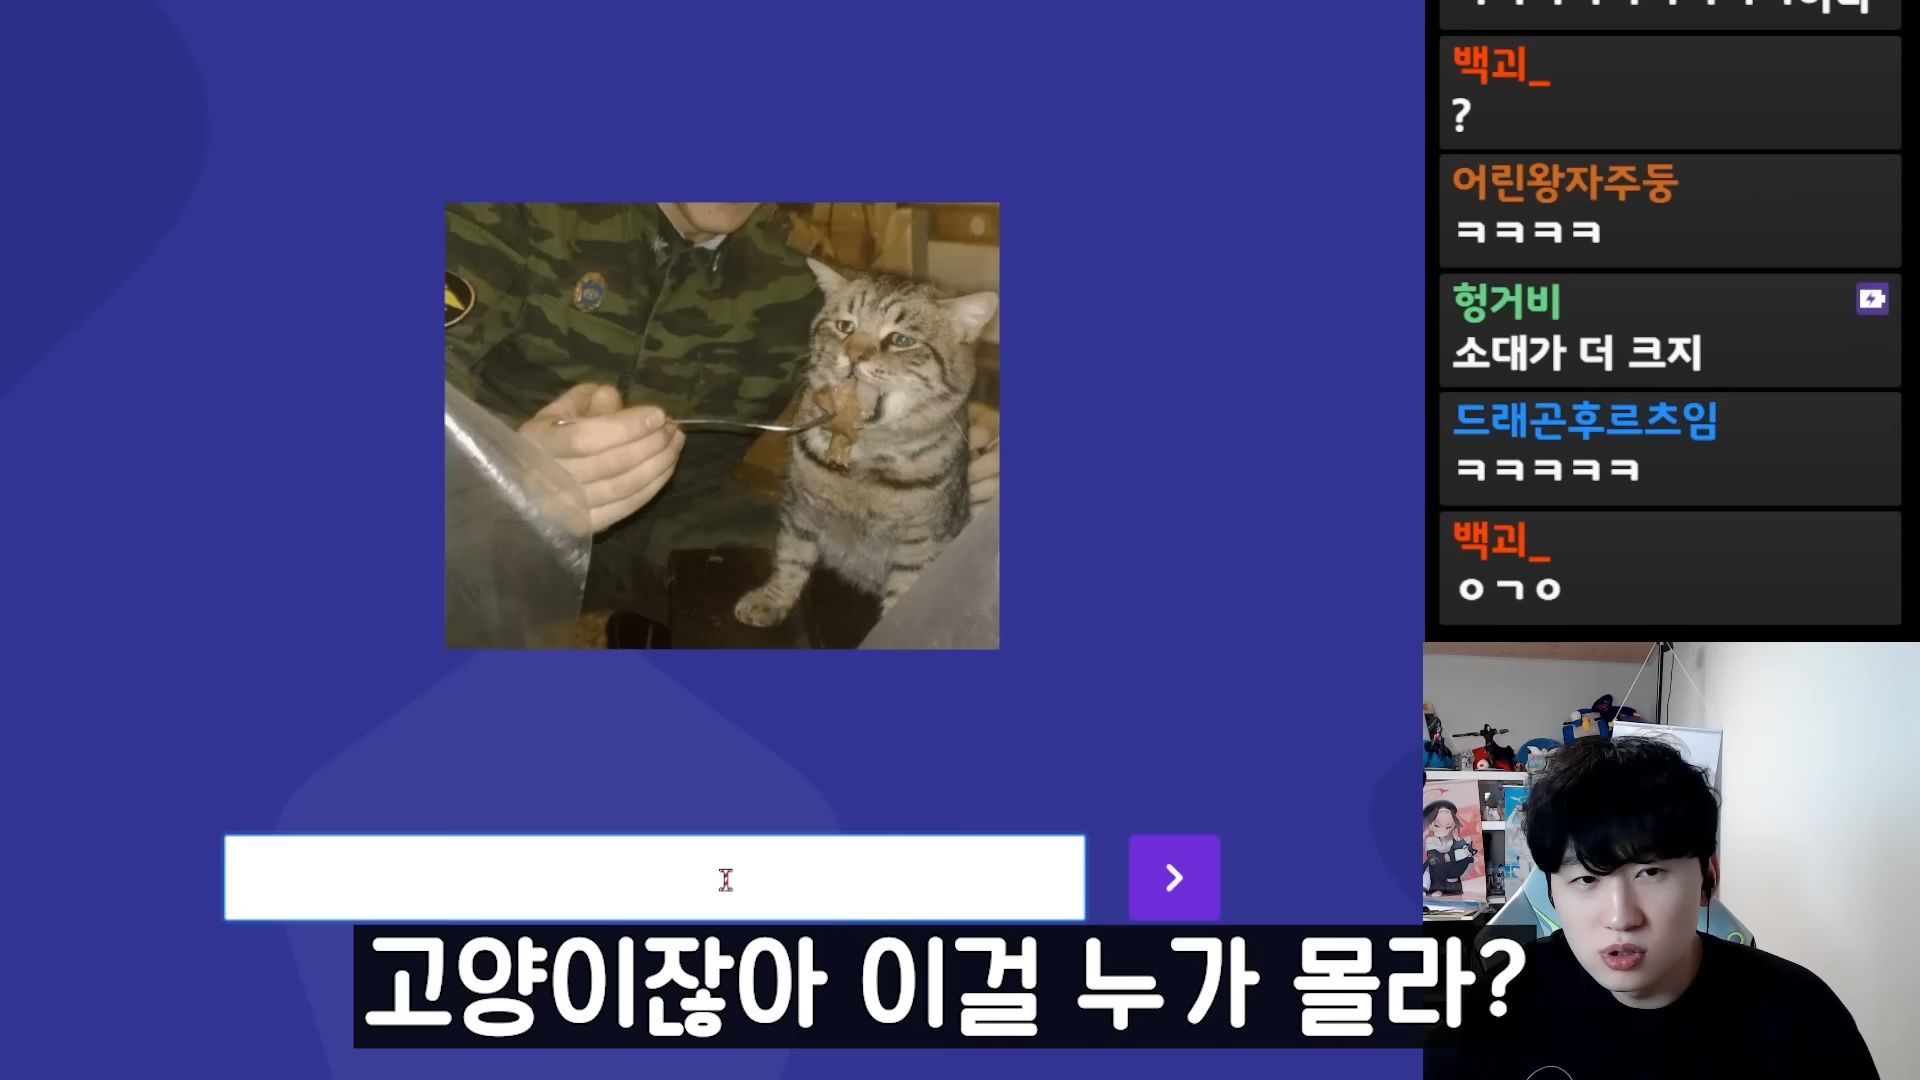 백괴_
?
어린왕자주둥
ㅋㅋㅋㅋ
헝거비
소대가 더 크지
드래곤후르츠임
ㅋㅋㅋㅋㅋ
백괴_
ㅇㄱㅇ
고양이잖아 이걸 누가 몰라?